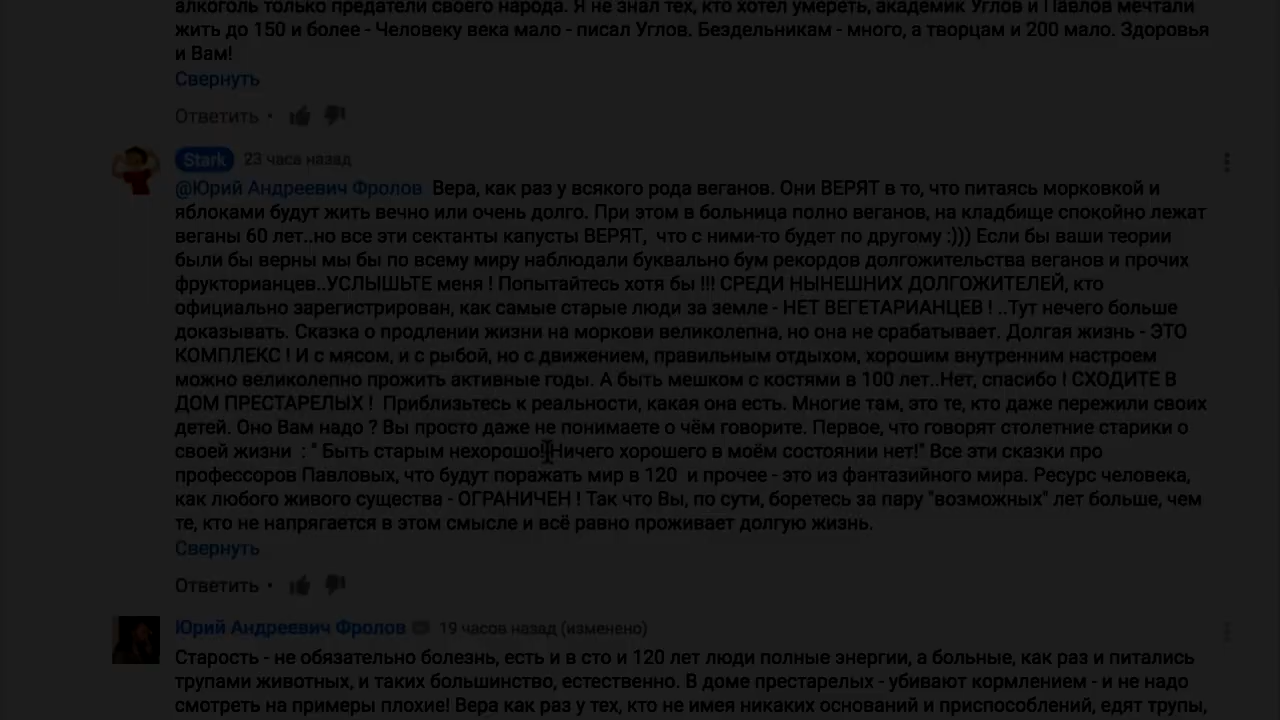 алкоголь только предатели своего народа. Я не знал тех, кто хотел умереть, академик Углов и Павлов мечтали
жить до 150 и более - Человеку века мало - писал Углов. Бездельникам - много, а творцам и 200 мало. Здоровья
и Вам!
Свернуть
Ответить •
Stark 23 часа назад
@Юрий Андреевич Фролов Вера, как раз у всякого рода веганов. Они ВЕРЯТ в то, что питаясь морковкой и
яблоками будут жить вечно или очень долго. При этом в больница полно веганов, на кладбище спокойно лежат
веганы 60 лет..но все эти сектанты капусты ВЕРЯТ, что с ними-то будет по другому :))) Если бы ваши теории
были бы верны мы бы по всему миру наблюдали буквально бум рекордов долгожительства веганов и прочих
фрукторианцев..УСЛЫШЬТЕ меня ! Попытайтесь хотя бы !!! СРЕДИ НЫНЕШНИХ ДОЛГОЖИТЕЛЕЙ, кто
официально зарегистрирован, как самые старые люди за земле - НЕТ ВЕГЕТАРИАНЦЕВ ! ..Тут нечего больше
доказывать. Сказка о продлении жизни на моркови великолепна, но она не срабатывает. Долгая жизнь - ЭТО
КОМПЛЕКС ! И с мясом, и с рыбой, но с движением, правильным отдыхом, хорошим внутренним настроем
можно великолепно прожить активные годы. А быть мешком с костями в 100 лет..Нет, спасибо ! СХОДИТЕ В
ДОМ ПРЕСТАРЕЛЫХ ! Приблизьтесь к реальности, какая она есть. Многие там, это те, кто даже пережили своих
детей. Оно Вам надо ? Вы просто даже не понимаете о чём говорите. Первое, что говорят столетние старики о
своей жизни : " Быть старым нехорошо! Ничего хорошего в моём состоянии нет!" Все эти сказки про
профессоров Павловых, что будут поражать мир в 120 и прочее - это из фантазийного мира. Ресурс человека,
как любого живого существа - ОГРАНИЧЕН ! Так что Вы, по сути, боретесь за пару "возможных" лет больше, чем
те, кто не напрягается в этом смысле и всё равно проживает долгую жизнь.
Свернуть
Ответить •
Юрий Андреевич Фролов 19 часов назад (изменено)
Старость - не обязательно болезнь, есть и в сто и 120 лет люди полные энергии, а больные, как раз и питались
трупами животных, и таких большинство, естественно. В доме престарелых - убивают кормлением - и не надо
смотреть на примеры плохие! Вера как раз у тех, кто не имея никаких оснований и приспособлений, едят трупы,